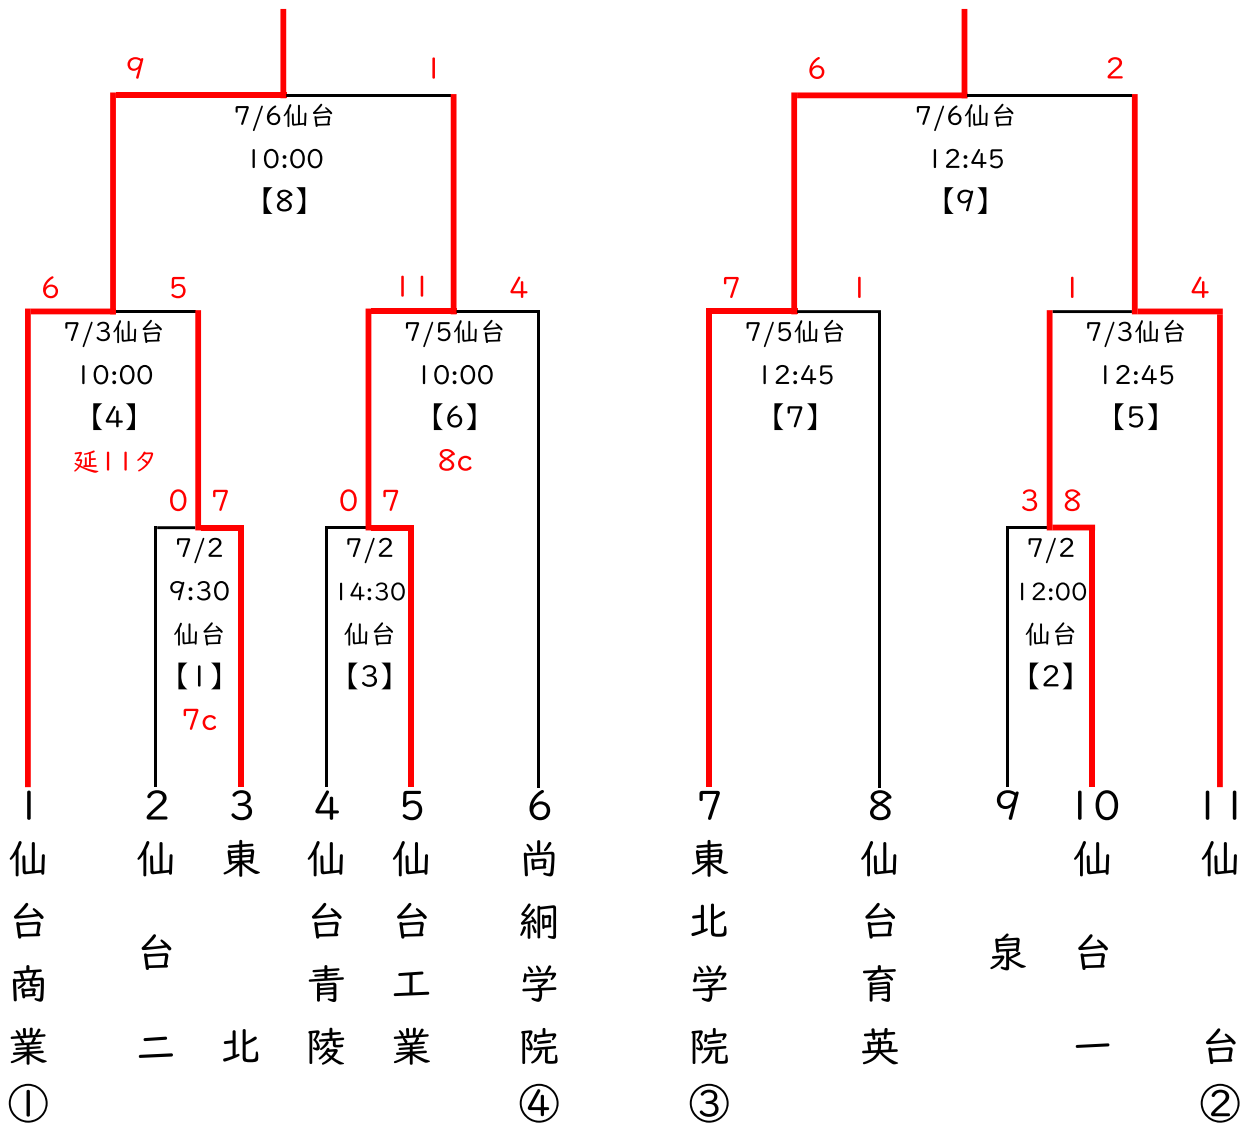 9 1
7/6仙台
10:00
【8】
6 2
7/6仙台
12:45
【9】
6 5
7/3仙台
10:00
【4】
延11タ
11 4
7/5仙台
10:00
【6】
8c
7 1
7/5仙台
12:45
【7】
1 4
7/3仙台
12:45
【5】
0 7
7/2
9:30
仙台
【1】
7c
0 7
7/2
14:30
仙台
【3】
3 8
7/2
12:00
仙台
【2】
1
仙台商業
①
2
仙台二
3
東北
4
仙台青陵
5
仙台工業
6
尚絅学院
④
7
東北学院
③
8
仙台育英
9
泉
10
仙台一
11
仙台
②